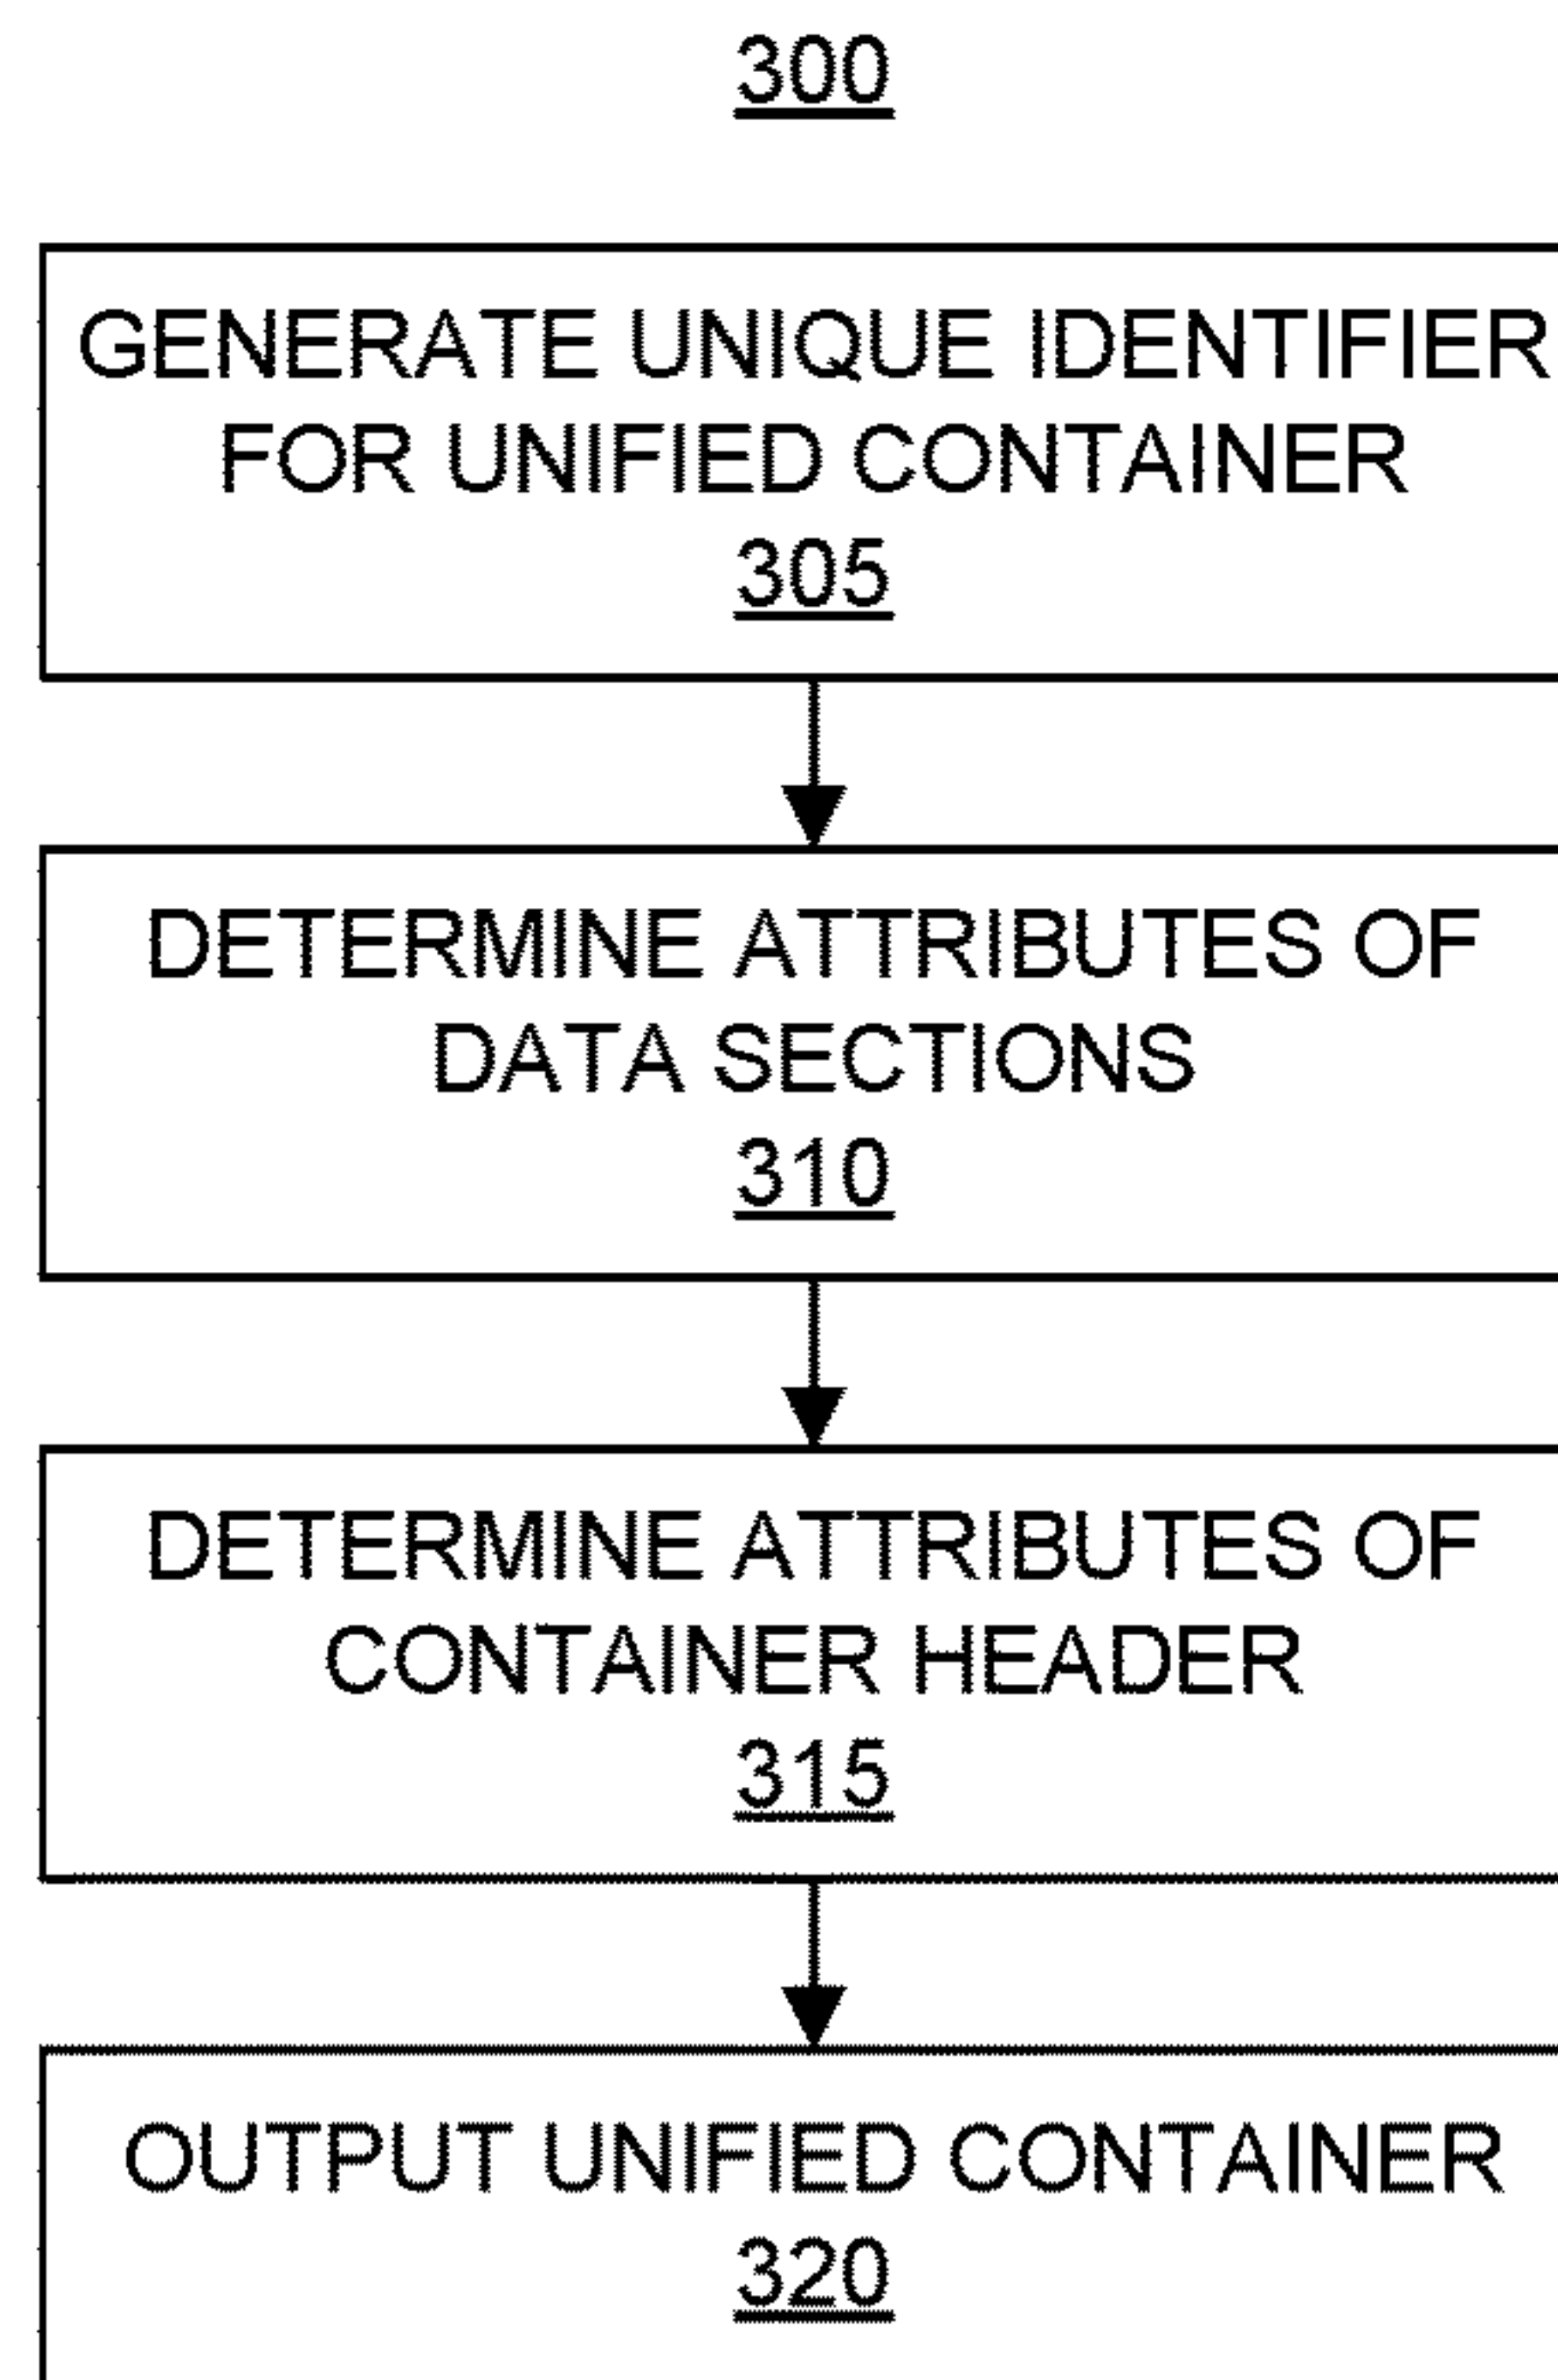 300
GENERATE UNIQUE IDENTIFIER
FOR UNIFIED CONTAINER
305
DETERMINE ATTRIBUTES OF
DATA SECTIONS
310
DETERMINE ATTRIBUTES OF
CONTAINER HEADER
315
OUTPUT UNIFIED CONTAINER
320